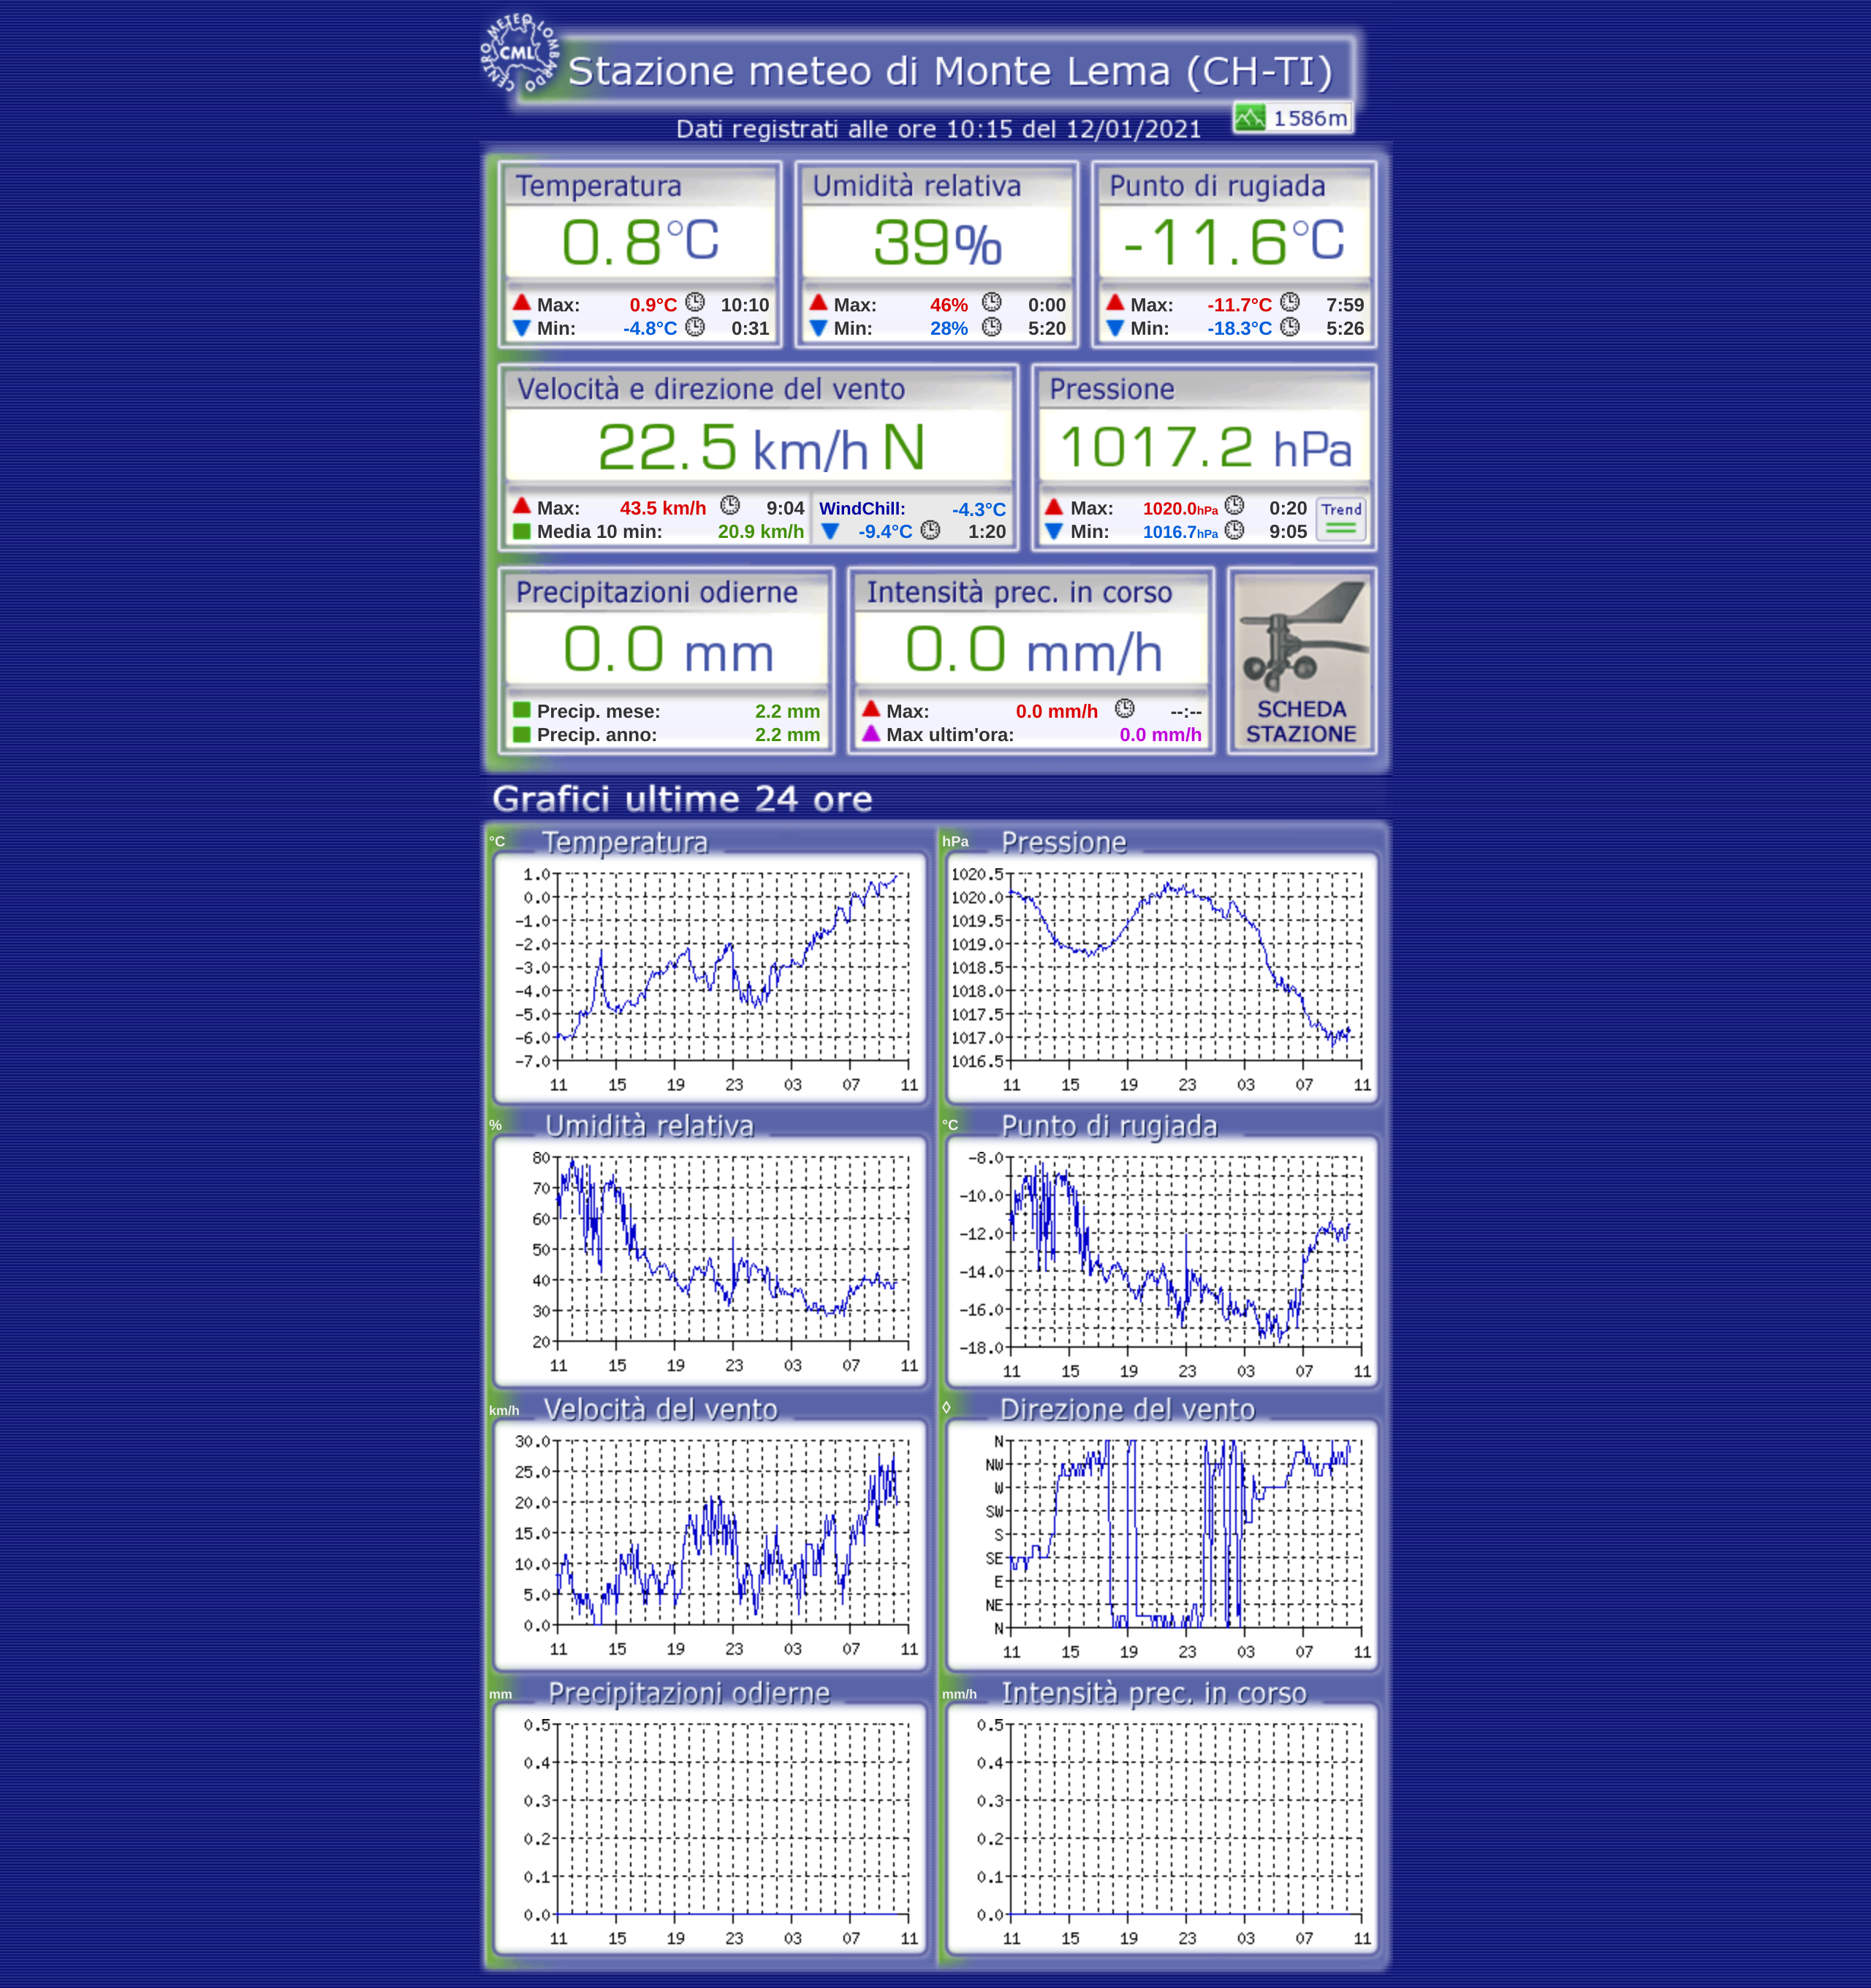 CENTRO METEO LOMBARDO
CML
Stazione meteo di Monte Lema (CH-TI)
1586m
Dati registrati alle ore 10:15 del 12/01/2021
Temperatura Umidità relativa Punto di rugiada
0.8°C 39% -11.6°C
Max: 0.9°C 10:10 Max: 46% 0:00 Max: -11.7°C 7:59
Min: -4.8°C 0:31 Min: 28% 5:20 Min: -18.3°C 5:26
Velocità e direzione del vento Pressione
22.5 km/h N 1017.2 hPa
Max: 43.5 km/h 9:04 WindChill: -4.3°C Max: 1020.0hPa 0:20 Trend
Media 10 min: 20.9 km/h -9.4°C 1:20 Min: 1016.7hPa 9:05
Precipitazioni odierne Intensità prec. in corso
0.0 mm 0.0 mm/h
Precip. mese: 2.2 mm Max: 0.0 mm/h --:-- SCHEDA
Precip. anno: 2.2 mm Max ultim'ora: 0.0 mm/h STAZIONE
Grafici ultime 24 ore
°C Temperatura
1.0
0.0
-1.0
-2.0
-3.0
-4.0
-5.0
-6.0
-7.0
11 15 19 23 03 07 11
hPa Pressione
1020.5
1020.0
1019.5
1019.0
1018.5
1018.0
1017.5
1017.0
1016.5
11 15 19 23 03 07 11
% Umidità relativa
80
70
60
50
40
30
20
11 15 19 23 03 07 11
°C Punto di rugiada
-8.0
-10.0
-12.0
-14.0
-16.0
-18.0
11 15 19 23 03 07 11
km/h Velocità del vento
30.0
25.0
20.0
15.0
10.0
5.0
0.0
11 15 19 23 03 07 11
◊ Direzione del vento
N
NW
W
SW
S
SE
E
NE
N
11 15 19 23 03 07 11
mm Precipitazioni odierne
0.5
0.4
0.3
0.2
0.1
0.0
11 15 19 23 03 07 11
mm/h Intensità prec. in corso
0.5
0.4
0.3
0.2
0.1
0.0
11 15 19 23 03 07 11